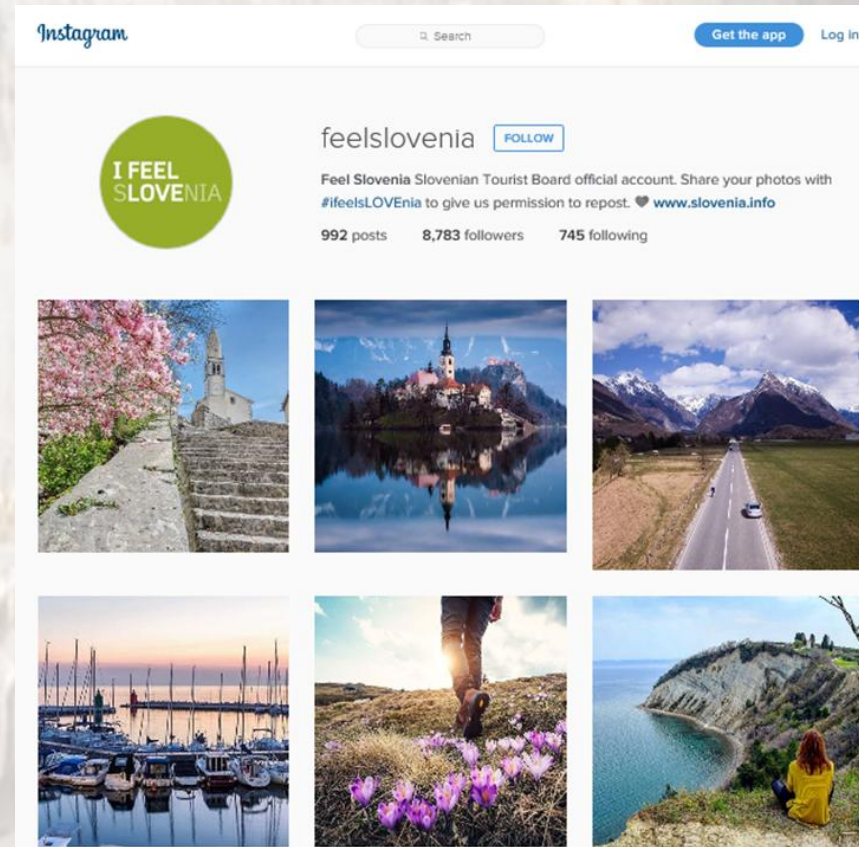 Instagram
Search
Get the app
Log in
feelslovenia
FOLLOW
Feel Slovenia Slovenian Tourist Board official account. Share your photos with
#ifeelsLOVEnia to give us permission to repost. ♥ www.slovenia.info
992 posts 8,783 followers 745 following
I FEEL
SLOVENIA